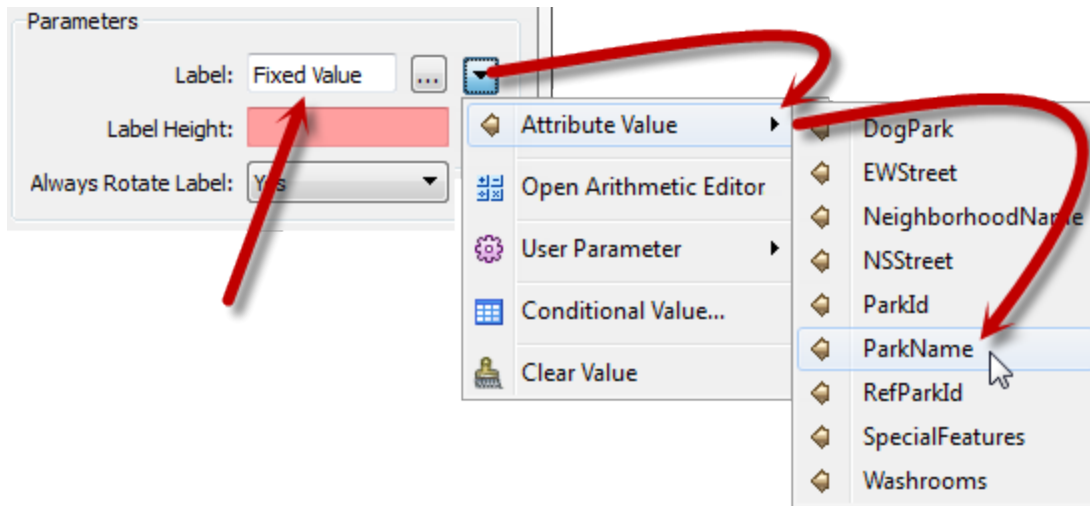 Parameters
Label: Fixed Value ...
Label Height:
Always Rotate Label: Yes
Attribute Value
Open Arithmetic Editor
User Parameter
Conditional Value...
Clear Value
DogPark
EWStreet
NeighborhoodName
NSStreet
ParkId
ParkName
RefParkId
SpecialFeatures
Washrooms